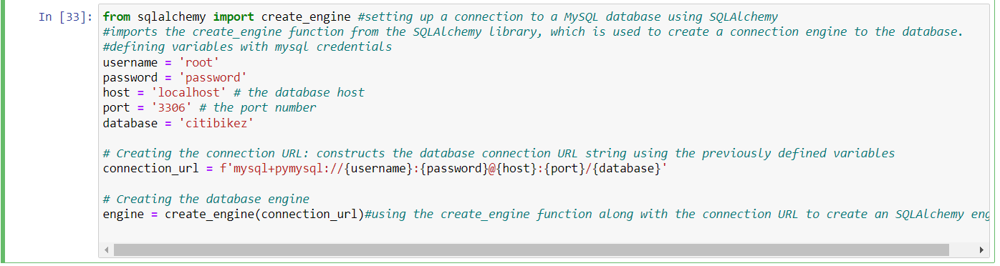 In [33]: from sqlalchemy import create_engine #setting up a connection to a MySQL database using SQLAlchemy
#imports the create_engine function from the SQLAlchemy library, which is used to create a connection engine to the database.
#defining variables with mysql credentials
username = 'root'
password = 'password'
host = 'localhost' # the database host
port = '3306' # the port number
database = 'citibikez'
# Creating the connection URL: constructs the database connection URL string using the previously defined variables
connection_url = f'mysql+pymysql://{username}:{password}@{host}:{port}/{database}'
# Creating the database engine
engine = create_engine(connection_url)#using the create_engine function along with the connection URL to create an SQLAlchemy eng